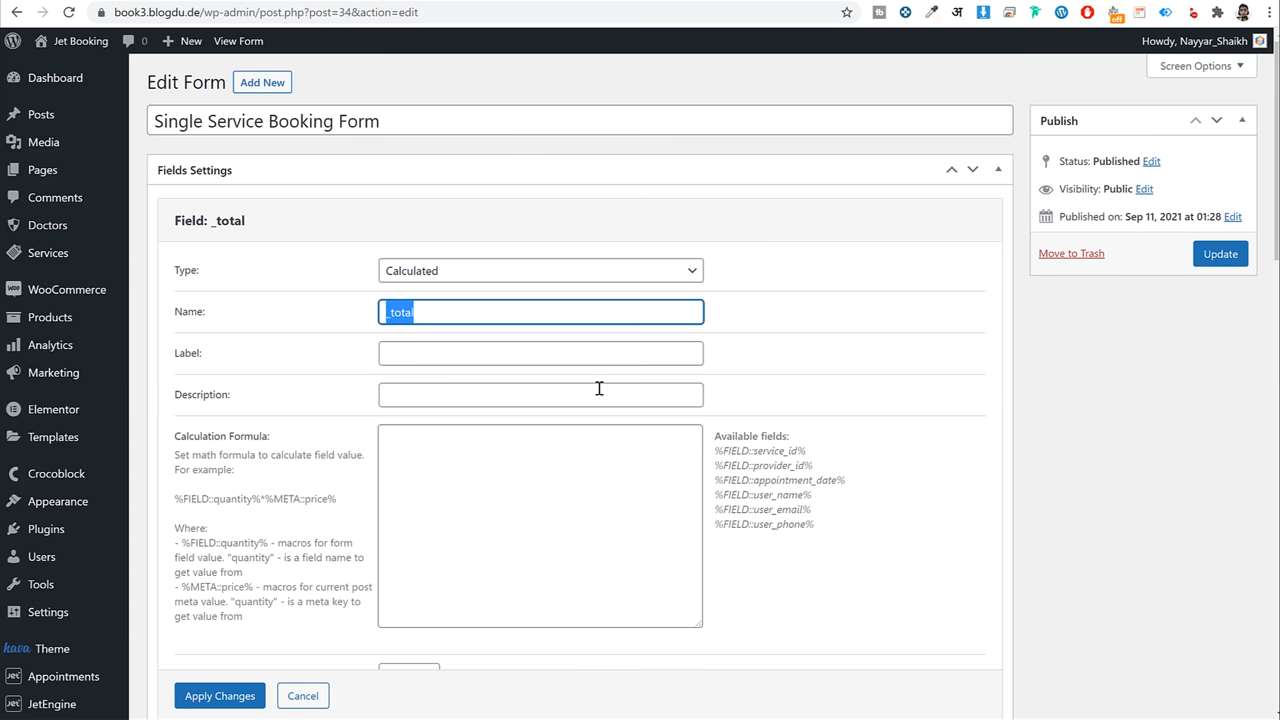 book3.blogdu.de/wp-admin/post.php?post=34&action=edit
off
Jet Booking
0
New
View Form
Howdy, Nayyar_Shaikh
Screen Options
Dashboard
Posts
Media
Pages
Comments
Doctors
Services
WooCommerce
Products
Analytics
Marketing
Elementor
Templates
Crocoblock
Appearance
Plugins
Users
Tools
Settings
kava Theme
Appointments
JetEngine
Edit Form
Add New
Single Service Booking Form
Fields Settings
Field: _total
Type:
Calculated
Name:
_total
Label:
Description:
Calculation Formula:
Set math formula to calculate field value.
For example:
%FIELD::quantity%*%META::price%
Where:
- %FIELD::quantity% - macros for form
field value. "quantity" - is a field name to
get value from
- %META::price% - macros for current post
meta value. "quantity" - is a meta key to
get value from
Available fields:
%FIELD::service_id%
%FIELD::provider_id%
%FIELD::appointment_date%
%FIELD::user_name%
%FIELD::user_email%
%FIELD::user_phone%
Apply Changes
Cancel
Publish
Status: Published Edit
Visibility: Public Edit
Published on: Sep 11, 2021 at 01:28 Edit
Move to Trash
Update